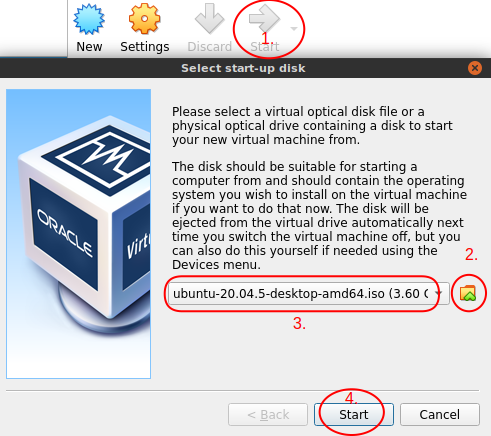 New Settings Discard Start
1.
Select start-up disk
Please select a virtual optical disk file or a
physical optical drive containing a disk to start
your new virtual machine from.
The disk should be suitable for starting a
computer from and should contain the operating
system you wish to install on the virtual machine
if you want to do that now. The disk will be
ejected from the virtual drive automatically next
time you switch the virtual machine off, but you
can also do this yourself if needed using the
Devices menu.
ORACLE
2.
ubuntu-20.04.5-desktop-amd64.iso (3.60
3.
4.
< Back Start Cancel